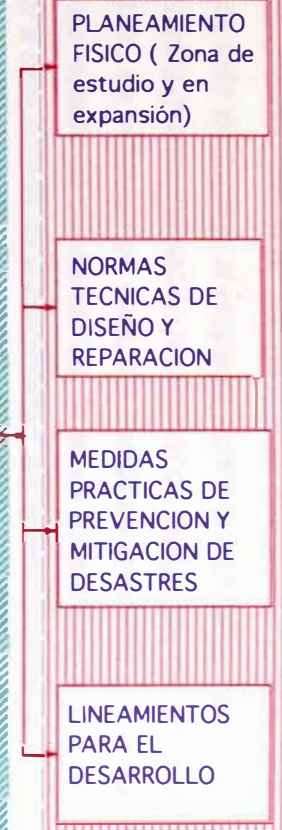 PLANEAMIENTO
FISICO ( Zona de
estudio y en
expansión)
NORMAS
TECNICAS DE
DISEÑO Y
REPARACION
MEDIDAS
PRACTICAS DE
PREVENCION Y
MITIGACION DE
DESASTRES
LINEAMIENTOS
PARA EL
DESARROLLO